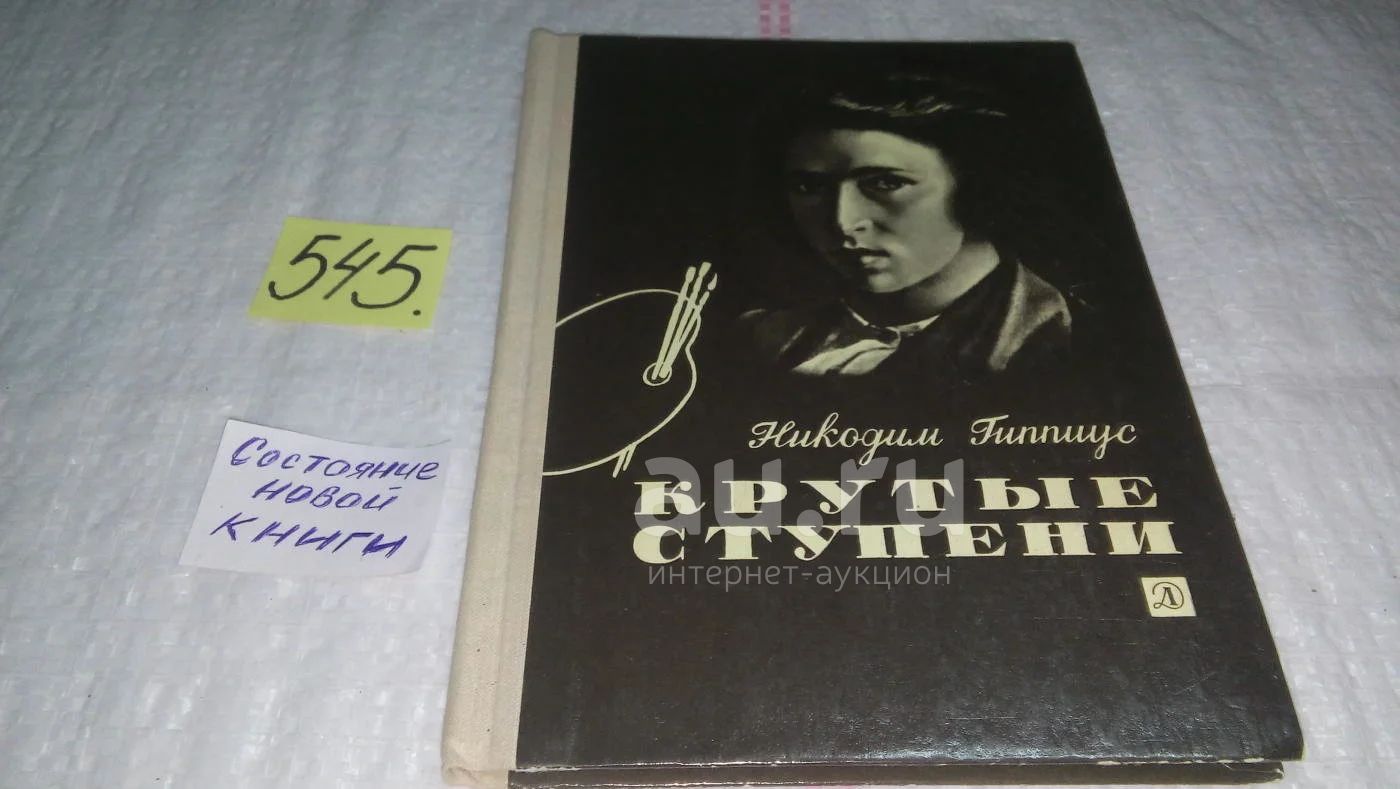 545.
Состояние
новой
книги
Никодим Гиппиус
КРУТЫЕ
СТУПЕНИ
au.ru
интернет-аукцион
Д